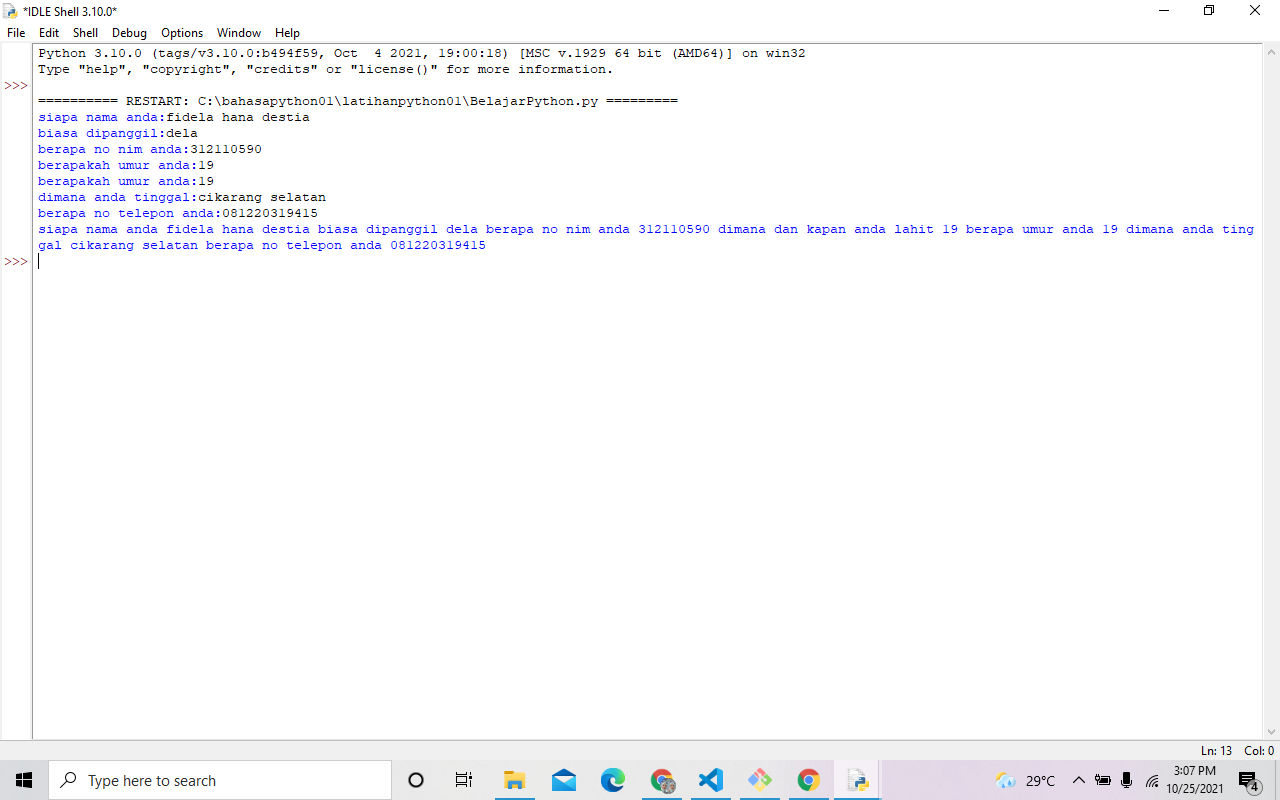 *IDLE Shell 3.10.0*
File Edit Shell Debug Options Window Help
Python 3.10.0 (tags/v3.10.0:b494f59, Oct  4 2021, 19:00:18) [MSC v.1929 64 bit (AMD64)] on win32
Type "help", "copyright", "credits" or "license()" for more information.
>>>
========== RESTART: C:\bahasapython01\latihanpython01\BelajarPython.py =========
siapa nama anda:fidela hana destia
biasa dipanggil:dela
berapa no nim anda:312110590
berapakah umur anda:19
berapakah umur anda:19
dimana anda tinggal:cikarang selatan
berapa no telepon anda:081220319415
siapa nama anda fidela hana destia biasa dipanggil dela berapa no nim anda 312110590 dimana dan kapan anda lahit 19 berapa umur anda 19 dimana anda ting
gal cikarang selatan berapa no telepon anda 081220319415
>>>
Ln: 13 Col: 0
Type here to search
29°C
3:07 PM
10/25/2021
4